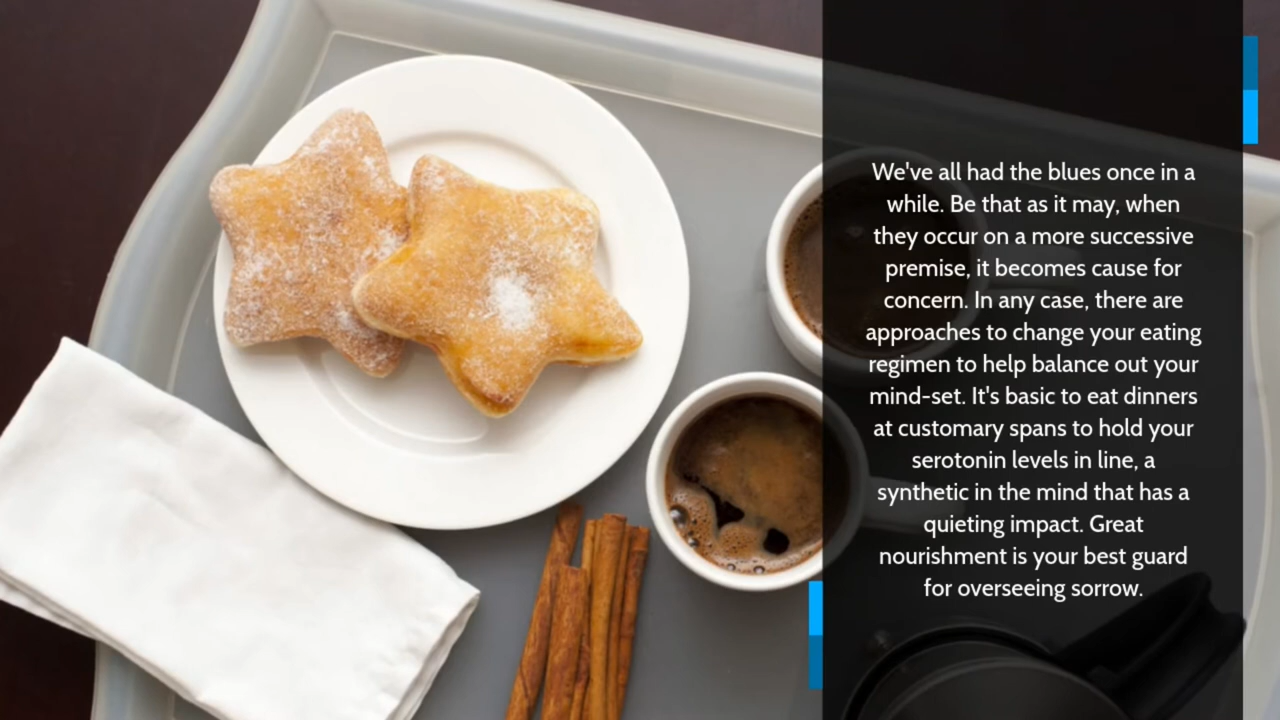 We've all had the blues once in a
while. Be that as it may, when
they occur on a more successive
premise, it becomes cause for
concern. In any case, there are
approaches to change your eating
regimen to help balance out your
mind-set. It's basic to eat dinners
at customary spans to hold your
serotonin levels in line, a
synthetic in the mind that has a
quieting impact. Great
nourishment is your best guard
for overseeing sorrow.